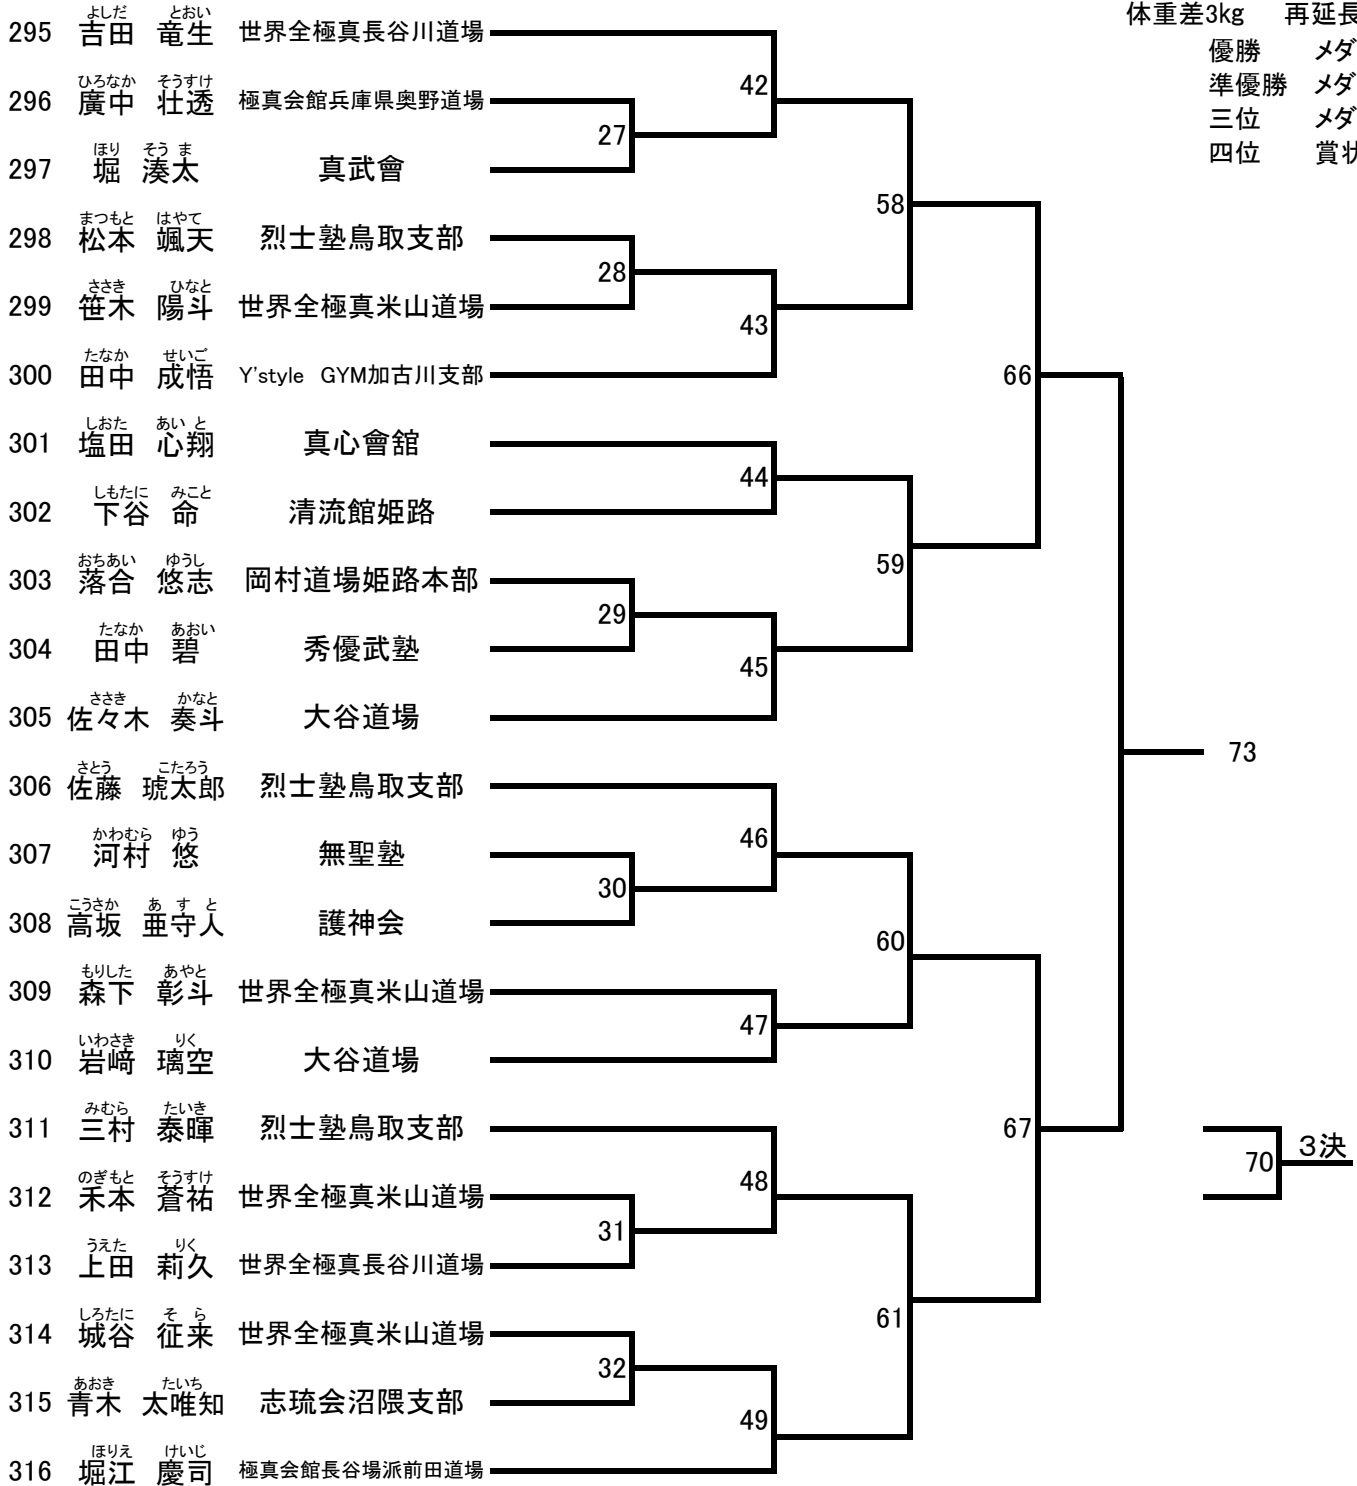 体重差3kg 再延長
優勝 メダ
準優勝 メダ
三位 メダ
四位 賞状
よしだ とおい
295 吉田 竜生 世界全極真長谷川道場
ひろなか そうすけ
296 廣中 壮透 極真会館兵庫県奥野道場
ほり そう ま
297 堀 湊太 真武會
まつもと はやて
298 松本 颯天 烈士塾鳥取支部
ささき ひなと
299 笹木 陽斗 世界全極真米山道場
たなか せいご
300 田中 成悟 Y'style GYM加古川支部
しおた あい と
301 塩田 心翔 真心會舘
しもたに みこと
302 下谷 命 清流館姫路
おちあい ゆうし
303 落合 悠志 岡村道場姫路本部
たなか あおい
304 田中 碧 秀優武塾
ささき かなと
305 佐々木 奏斗 大谷道場
さとう こたろう
306 佐藤 琥太郎 烈士塾鳥取支部
かわむら ゆう
307 河村 悠 無聖塾
こうさか あ す と
308 高坂 亜守人 護神会
もりした あやと
309 森下 彰斗 世界全極真米山道場
いわさき りく
310 岩﨑 璃空 大谷道場
みむら たいき
311 三村 泰暉 烈士塾鳥取支部
のぎもと そうすけ
312 禾本 蒼祐 世界全極真米山道場
うえた りく
313 上田 莉久 世界全極真長谷川道場
しろたに そ ら
314 城谷 征来 世界全極真米山道場
あおき たいち
315 青木 太唯知 志琉会沼隈支部
ほりえ けいじ
316 堀江 慶司 極真会館長谷場派前田道場
27
28
29
30
31
32
42
43
44
45
46
47
48
49
58
59
60
61
66
67
73
70 3決